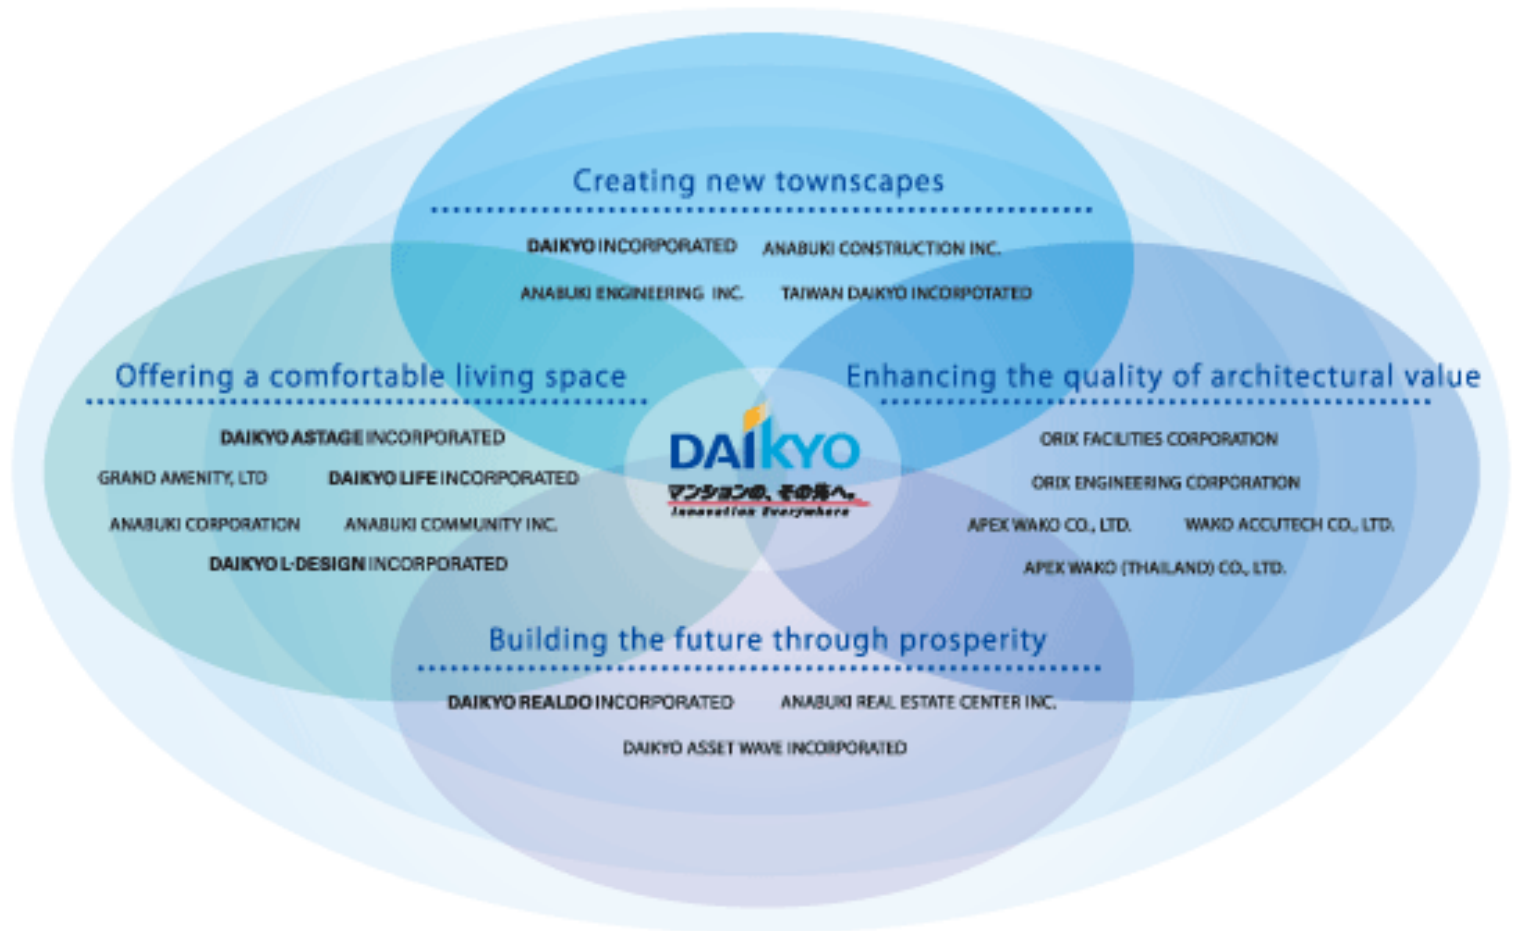 Creating new townscapes
DAIKYO INCORPORATED ANABUKI CONSTRUCTION INC.
ANABUKI ENGINEERING INC. TAIWAN DAIKYO INCORPOTATED
Offering a comfortable living space
DAIKYO ASTAGE INCORPORATED
GRAND AMENITY, LTD DAIKYO LIFE INCORPORATED
ANABUKI CORPORATION ANABUKI COMMUNITY INC.
DAIKYO L-DESIGN INCORPORATED
DAIKYO
マンションの、その先へ。
Innovation Everywhere
Enhancing the quality of architectural value
ORIX FACILITIES CORPORATION
ORIX ENGINEERING CORPORATION
APEX WAKO CO., LTD. WAKO ACCUTECH CO., LTD.
APEX WAKO (THAILAND) CO., LTD.
Building the future through prosperity
DAIKYO REALDO INCORPORATED ANABUKI REAL ESTATE CENTER INC.
DAIKYO ASSET WAVE INCORPORATED